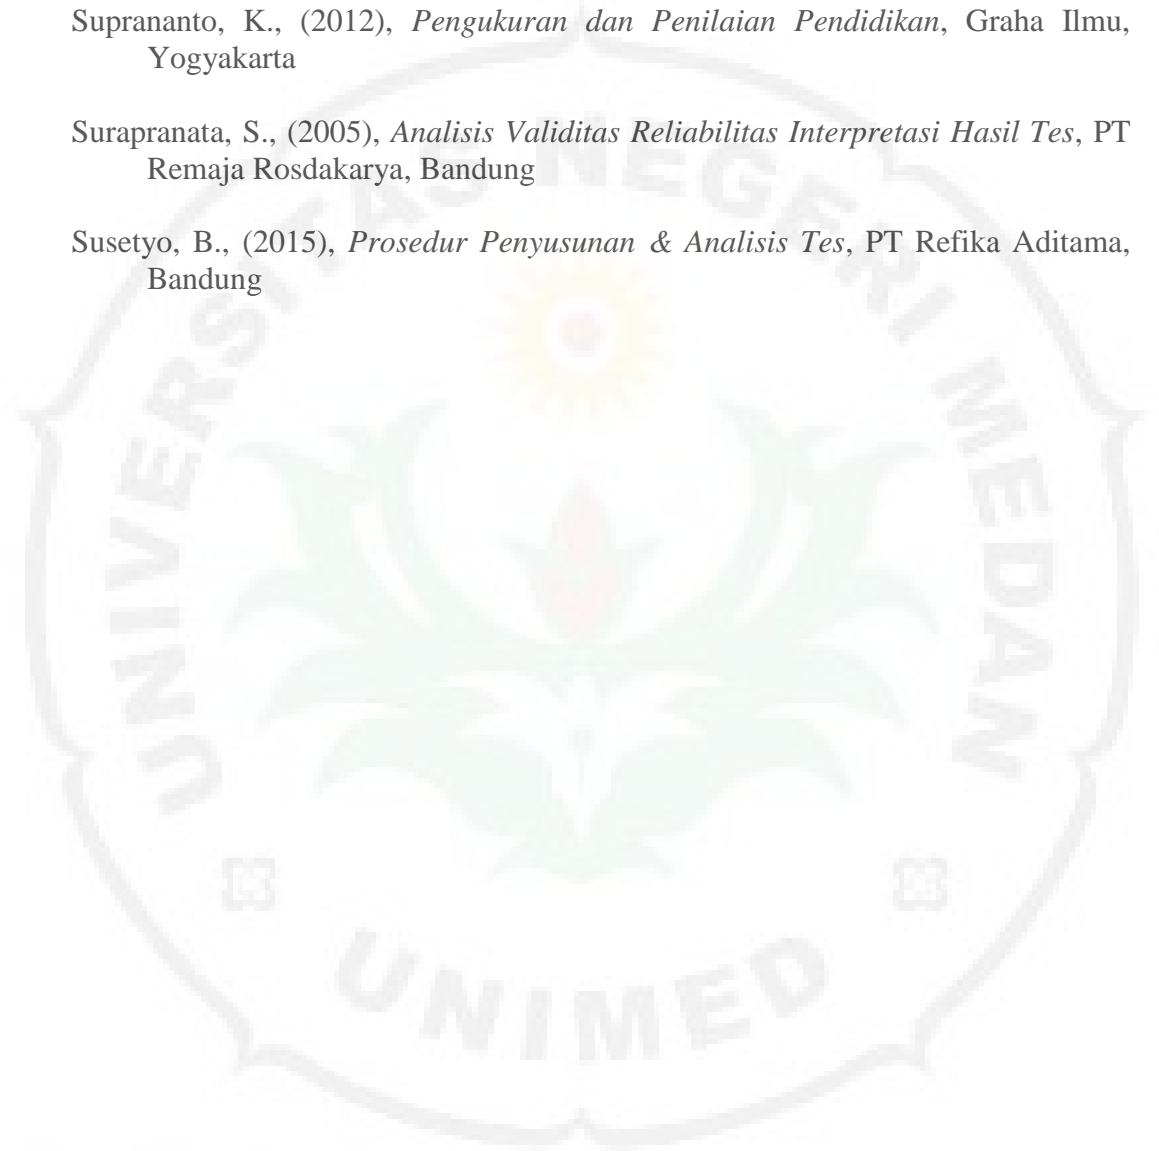 Suprananto, K., (2012), Pengukuran dan Penilaian Pendidikan, Graha Ilmu,
Yogyakarta
Surapranata, S., (2005), Analisis Validitas Reliabilitas Interpretasi Hasil Tes, PT
Remaja Rosdakarya, Bandung
Susetyo, B., (2015), Prosedur Penyusunan & Analisis Tes, PT Refika Aditama,
Bandung
UNIVERSITAS NEGERI MEDAN
UNIMED